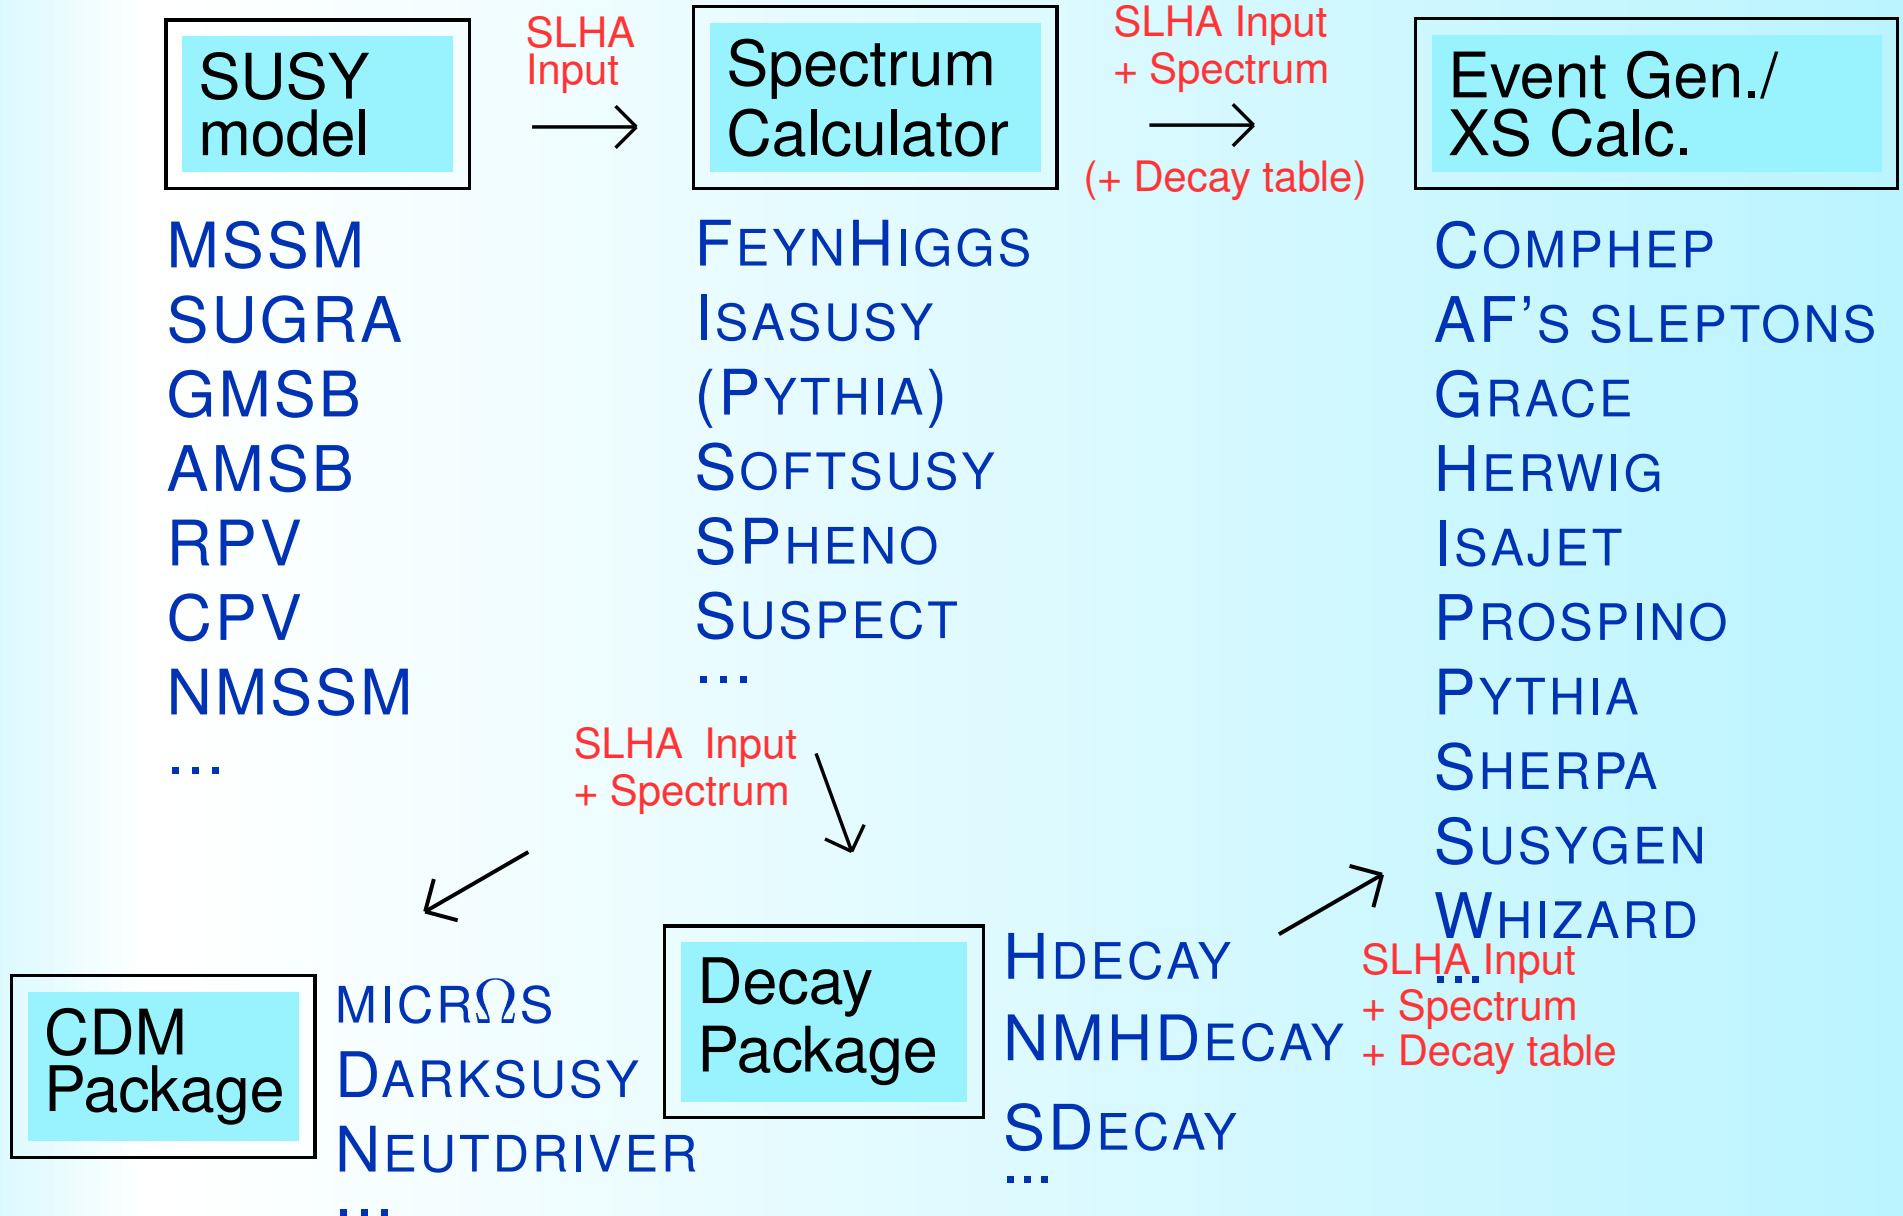 SUSY
model
SLHA
Input
Spectrum
Calculator
SLHA Input
+ Spectrum
(+ Decay table)
Event Gen./
XS Calc.
MSSM
SUGRA
GMSB
AMSB
RPV
CPV
NMSSM
...
FEYNHIGGS
ISASUSY
(PYTHIA)
SOFTSUSY
SPHENO
SUSPECT
...
COMPHEP
AF'S SLEPTONS
GRACE
HERWIG
ISAJET
PROSPINO
PYTHIA
SHERPA
SUSYGEN
WHIZARD
...
SLHA Input
+ Spectrum
CDM
Package
MICRΩS
DARKSUSY
NEUTDRIVER
...
Decay
Package
HDECAY
NMHDECAY
SDECAY
...
SLHA Input
+ Spectrum
+ Decay table